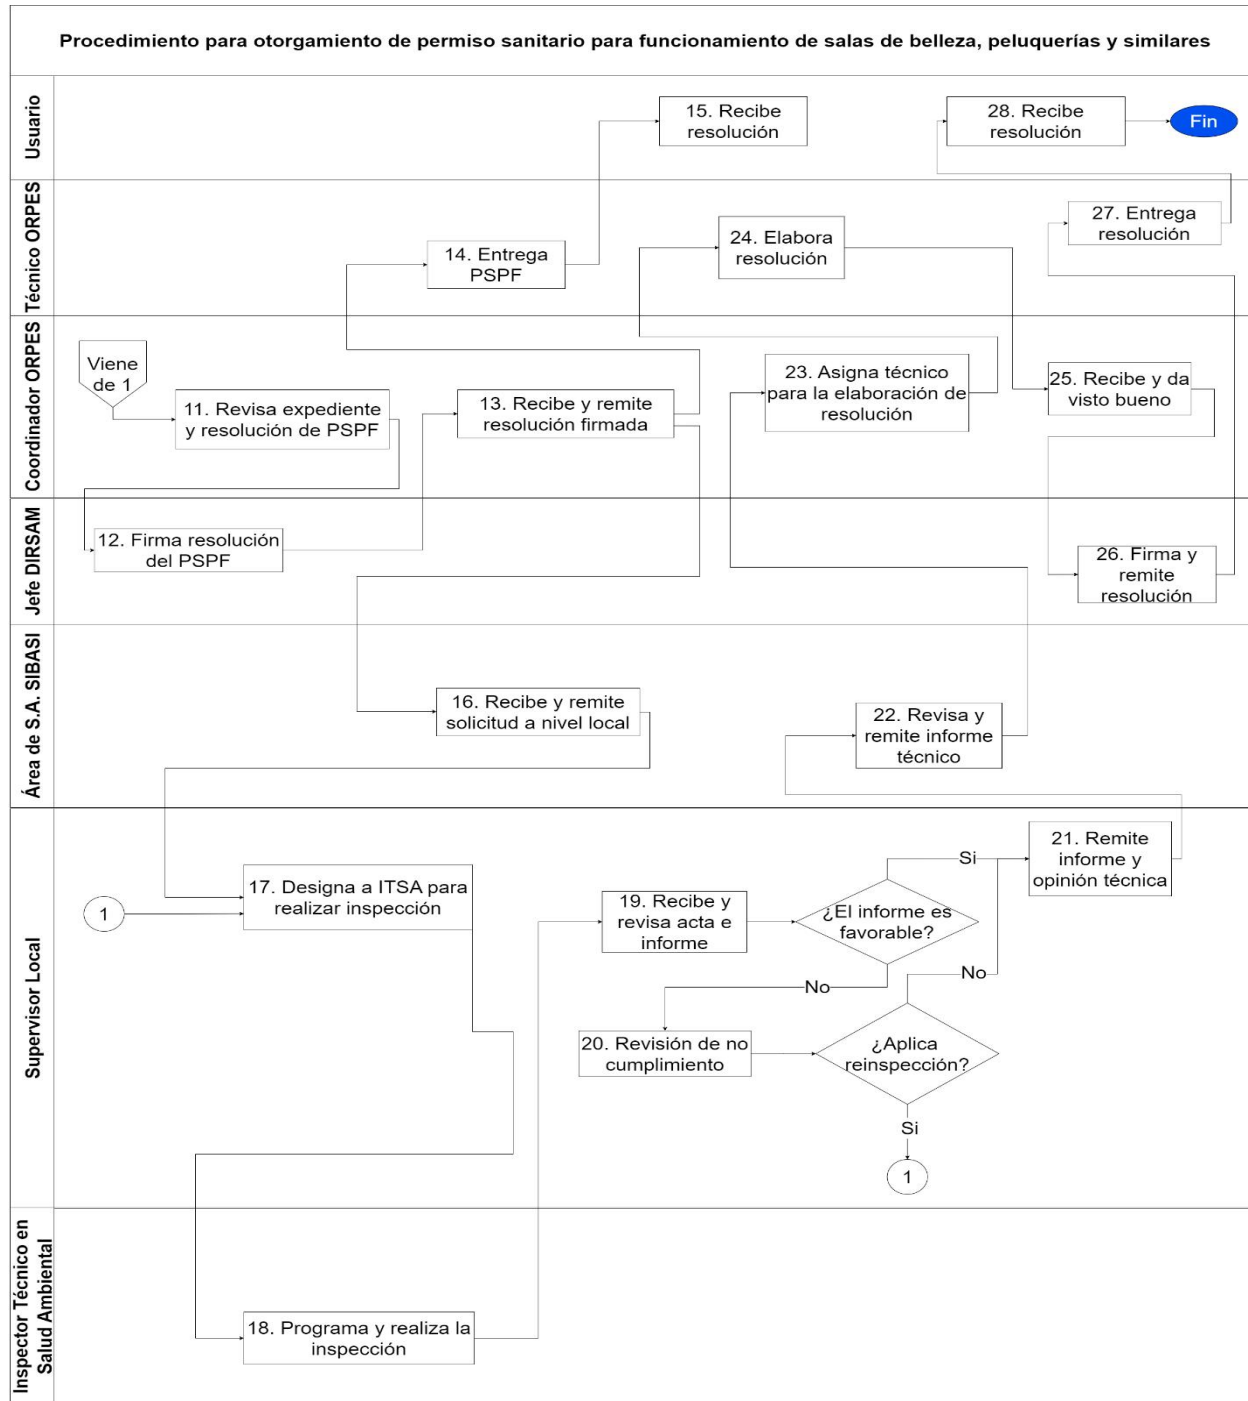 Procedimiento para otorgamiento de permiso sanitario para funcionamiento de salas de belleza, peluquerías y similares
Usuario
15. Recibe
resolución
28. Recibe
resolución
Fin
Técnico ORPES
14. Entrega
PSPF
24. Elabora
resolución
27. Entrega
resolución
Coordinador ORPES
Viene
de 1
11. Revisa expediente
y resolución de PSPF
13. Recibe y remite
resolución firmada
23. Asigna técnico
para la elaboración de
resolución
25. Recibe y da
visto bueno
Jefe DIRSAM
12. Firma resolución
del PSPF
26. Firma y
remite
resolución
Área de S.A. SIBASI
16. Recibe y remite
solicitud a nivel local
22. Revisa y
remite informe
técnico
Supervisor Local
1
17. Designa a ITSA para
realizar inspección
19. Recibe y
revisa acta e
informe
¿El informe es
favorable?
Si
No
21. Remite
informe y
opinión técnica
20. Revisión de no
cumplimiento
¿Aplica
reinspección?
No
Si
1
Inspector Técnico en
Salud Ambiental
18. Programa y realiza la
inspección